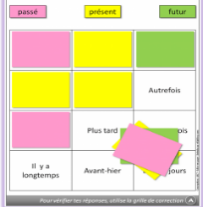 passé
présent
futur
Autrefois
Plus tard
Il y a
longtemps
Avant-hier
jours
Pour vérifier tes réponses, utilise la grille de correction